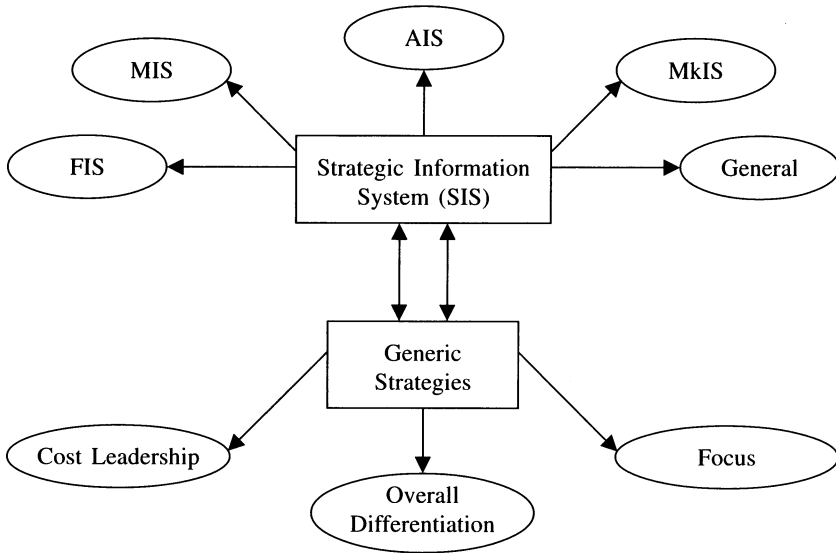 AIS
MIS
MkIS
FIS
Strategic Information
System (SIS)
General
Generic
Strategies
Cost Leadership
Focus
Overall
Differentiation